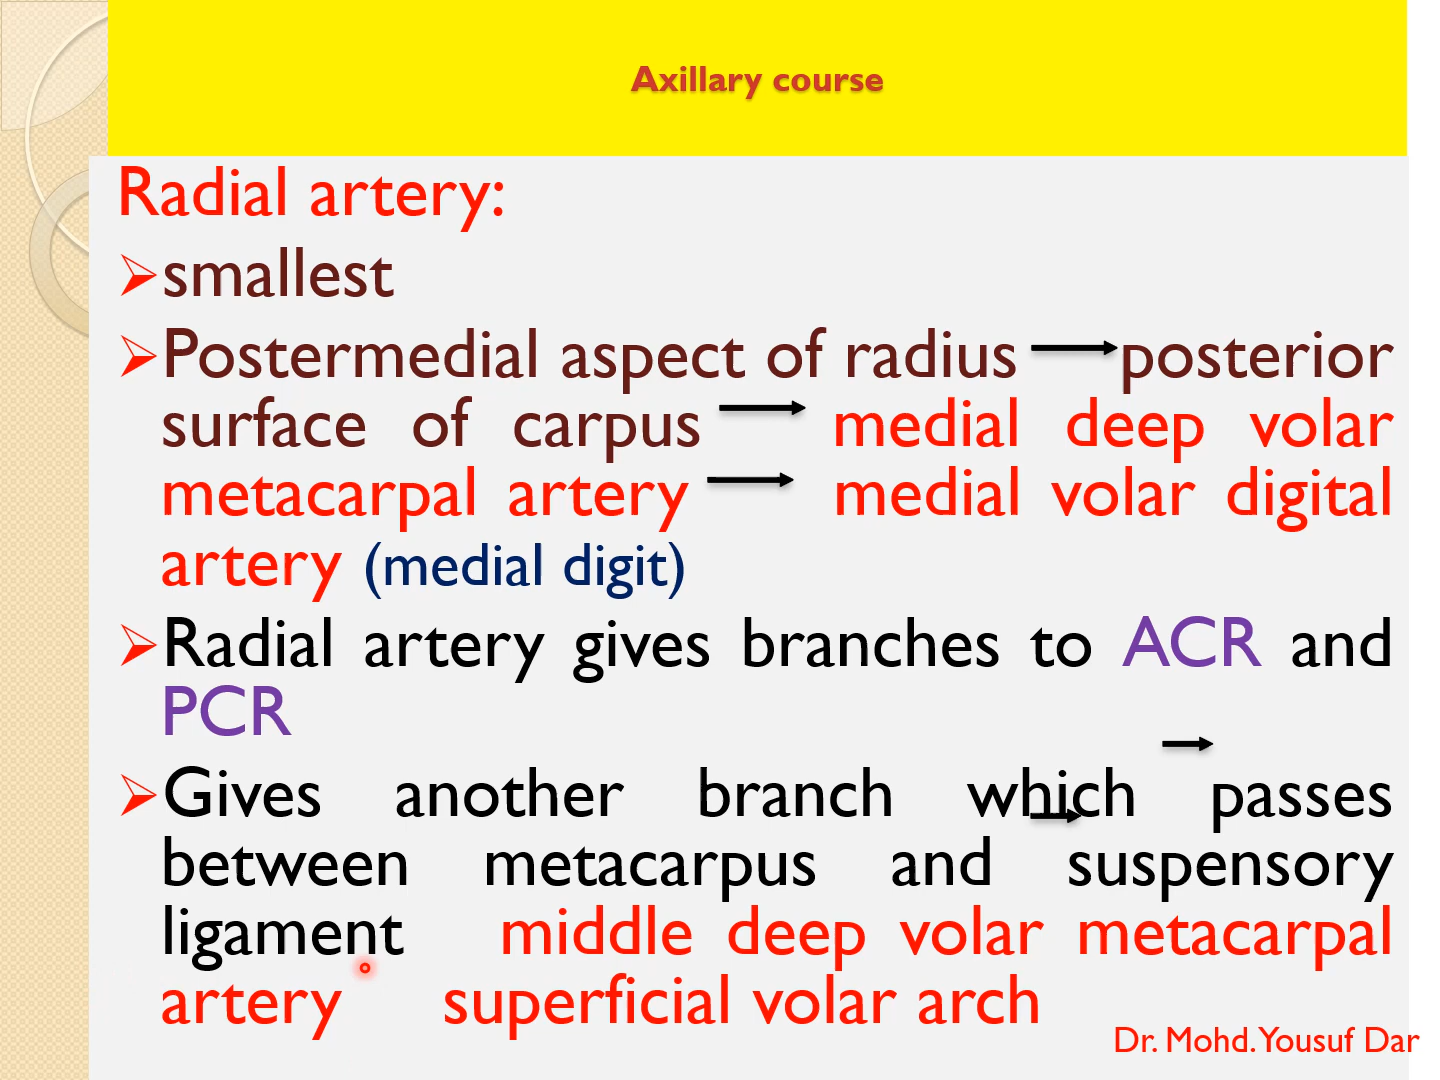 Axillary course
Radial artery:
smallest
Postermedial aspect of radius posterior
surface of carpus medial deep volar
metacarpal artery medial volar digital
artery (medial digit)
Radial artery gives branches to ACR and
PCR
Gives another branch which passes
between metacarpus and suspensory
ligament middle deep volar metacarpal
artery superficial volar arch
Dr. Mohd.Yousuf Dar